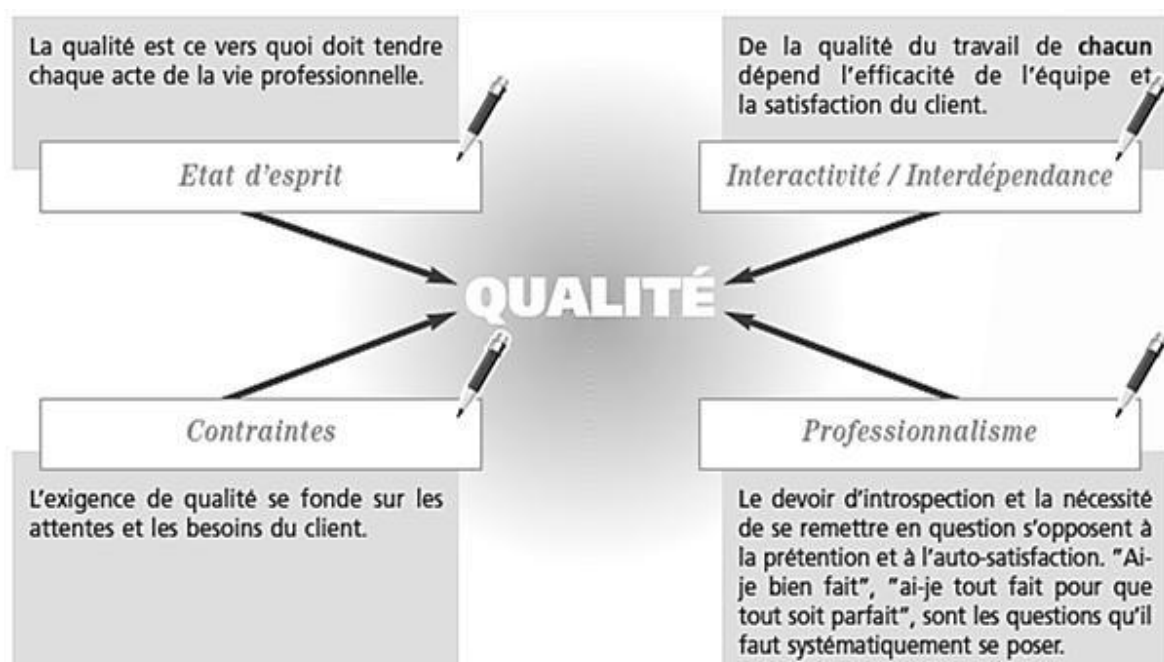 La qualité est ce vers quoi doit tendre
chaque acte de la vie professionnelle.
Etat d'esprit
De la qualité du travail de chacun
dépend l'efficacité de l'équipe et
la satisfaction du client.
Interactivité / Interdépendance
QUALITÉ
Contraintes
L'exigence de qualité se fonde sur les
attentes et les besoins du client.
Professionnalisme
Le devoir d'introspection et la nécessité
de se remettre en question s'opposent à
la prétention et à l'auto-satisfaction. "Ai-
je bien fait", "ai-je tout fait pour que
tout soit parfait", sont les questions qu'il
faut systématiquement se poser.